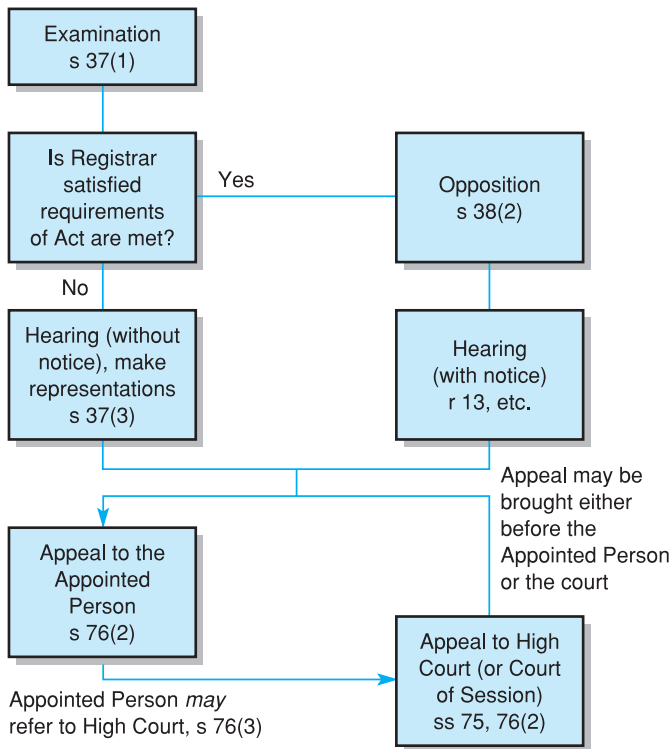 Examination
s 37(1)
Is Registrar
satisfied
requirements
of Act are met?
Yes
Opposition
s 38(2)
No
Hearing (without
notice), make
representations
s 37(3)
Hearing
(with notice)
r 13, etc.
Appeal may be
brought either
before the
Appointed Person
or the court
Appeal to the
Appointed
Person
s 76(2)
Appeal to High
Court (or Court
of Session)
ss 75, 76(2)
Appointed Person may
refer to High Court, s 76(3)